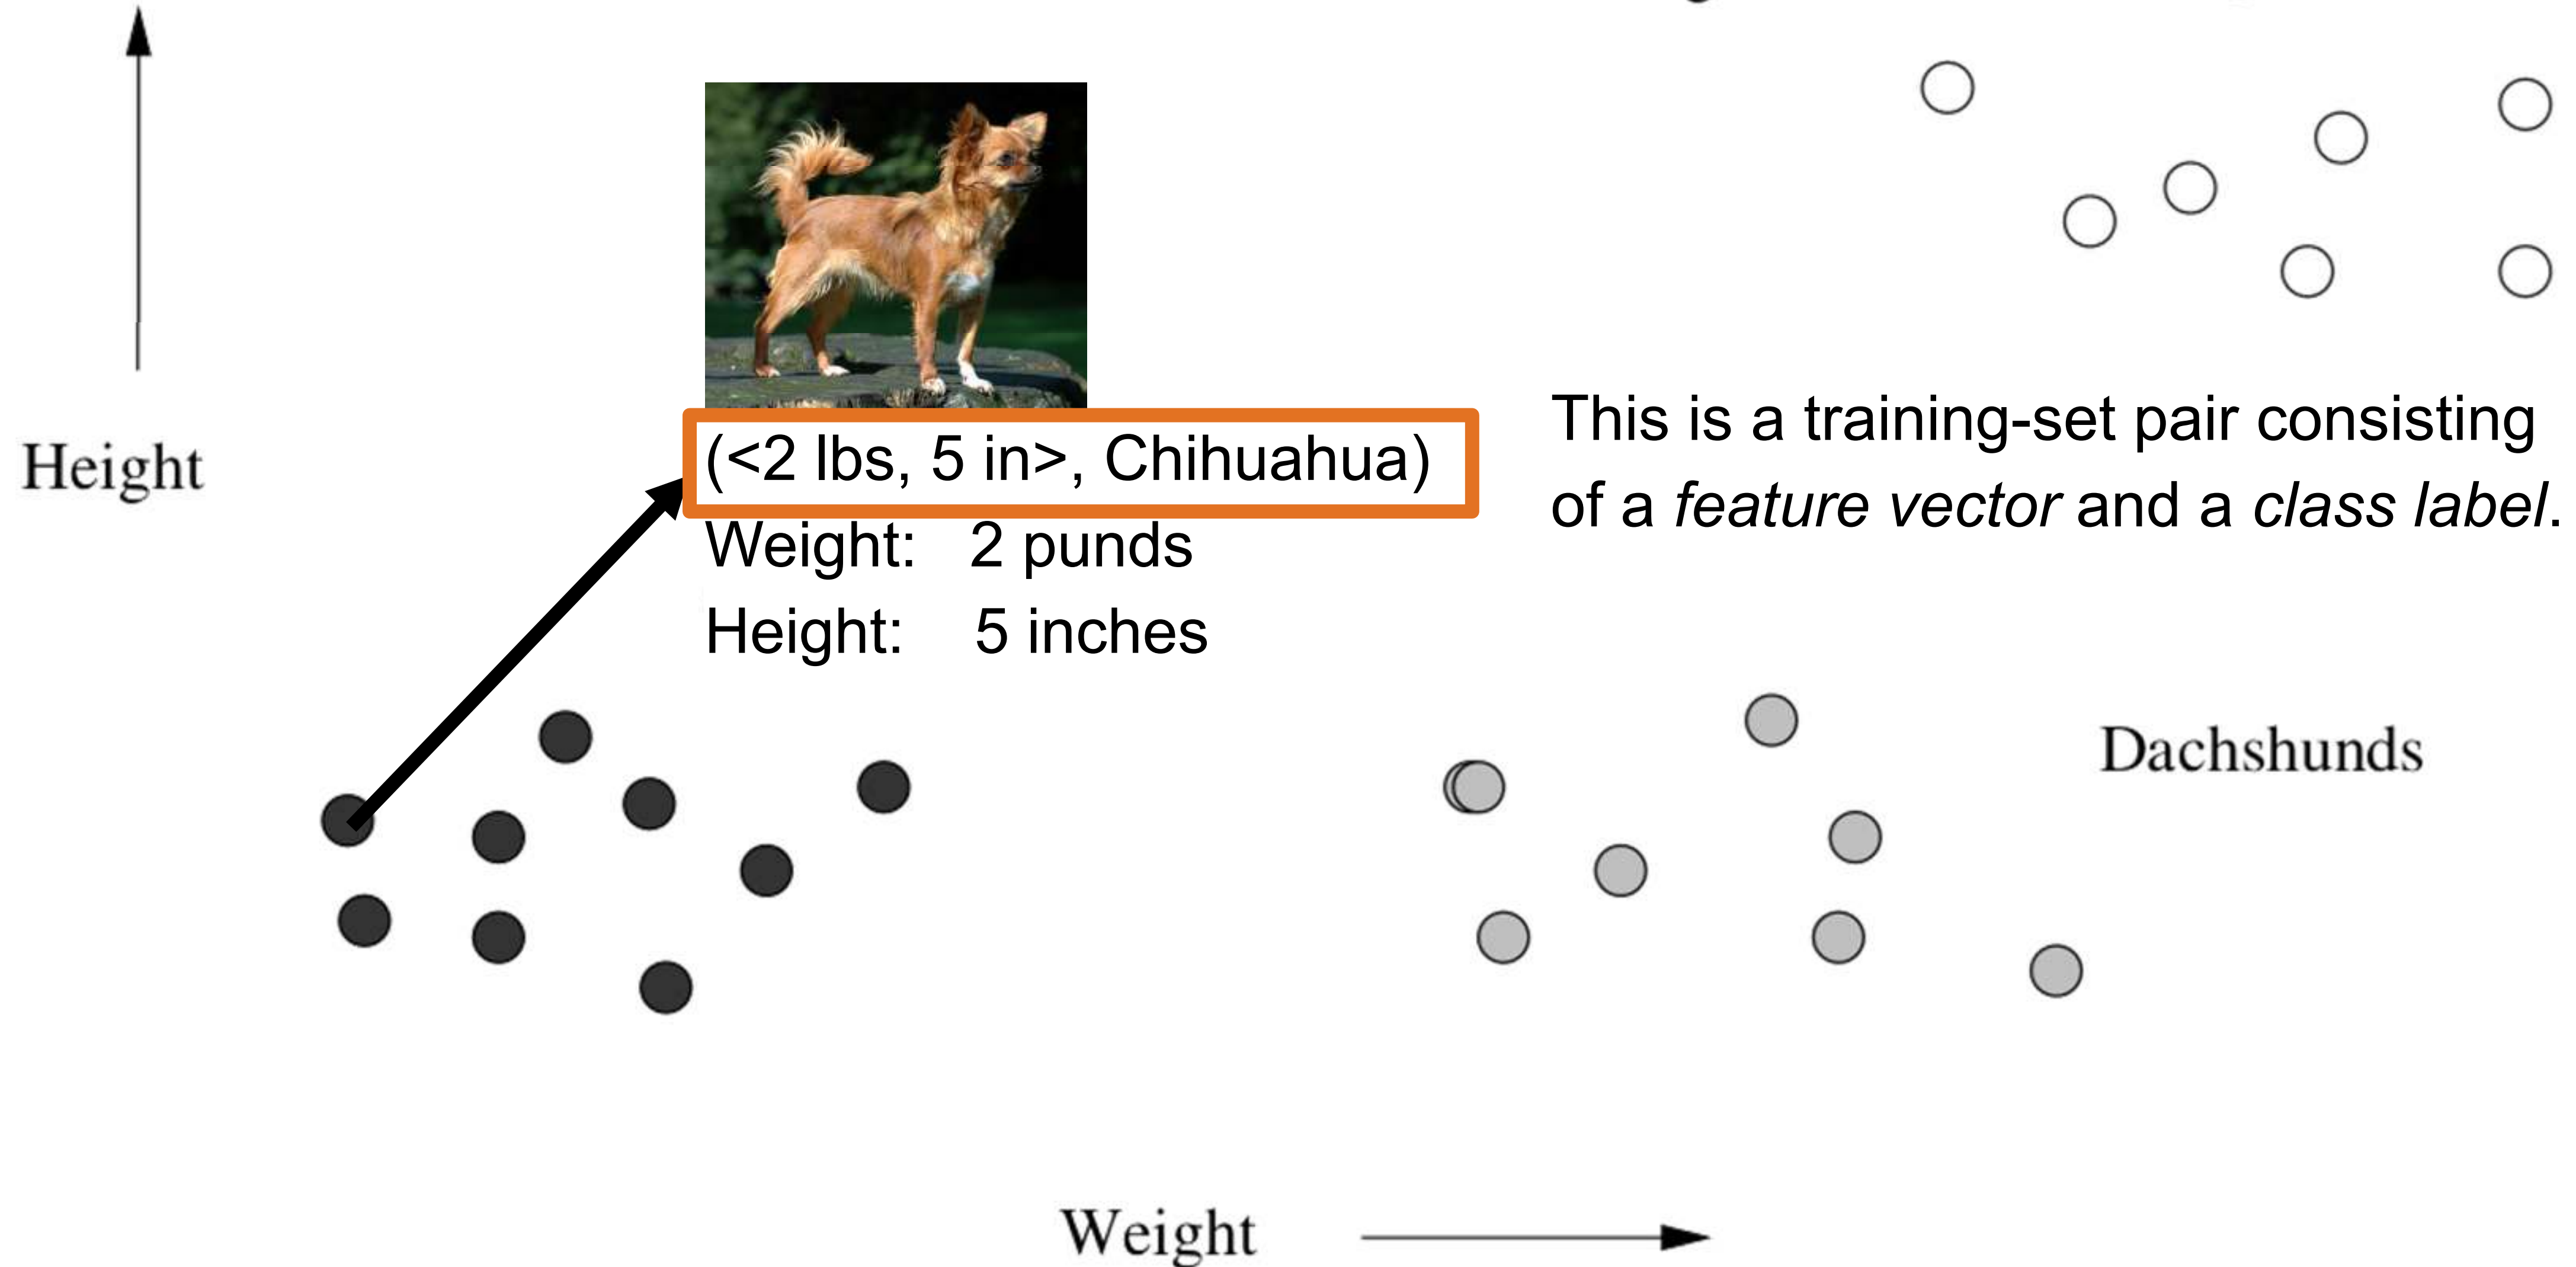 Height
(<2 lbs, 5 in>, Chihuahua)
Weight: 2 punds
Height: 5 inches
This is a training-set pair consisting
of a feature vector and a class label.
Dachshunds
Weight